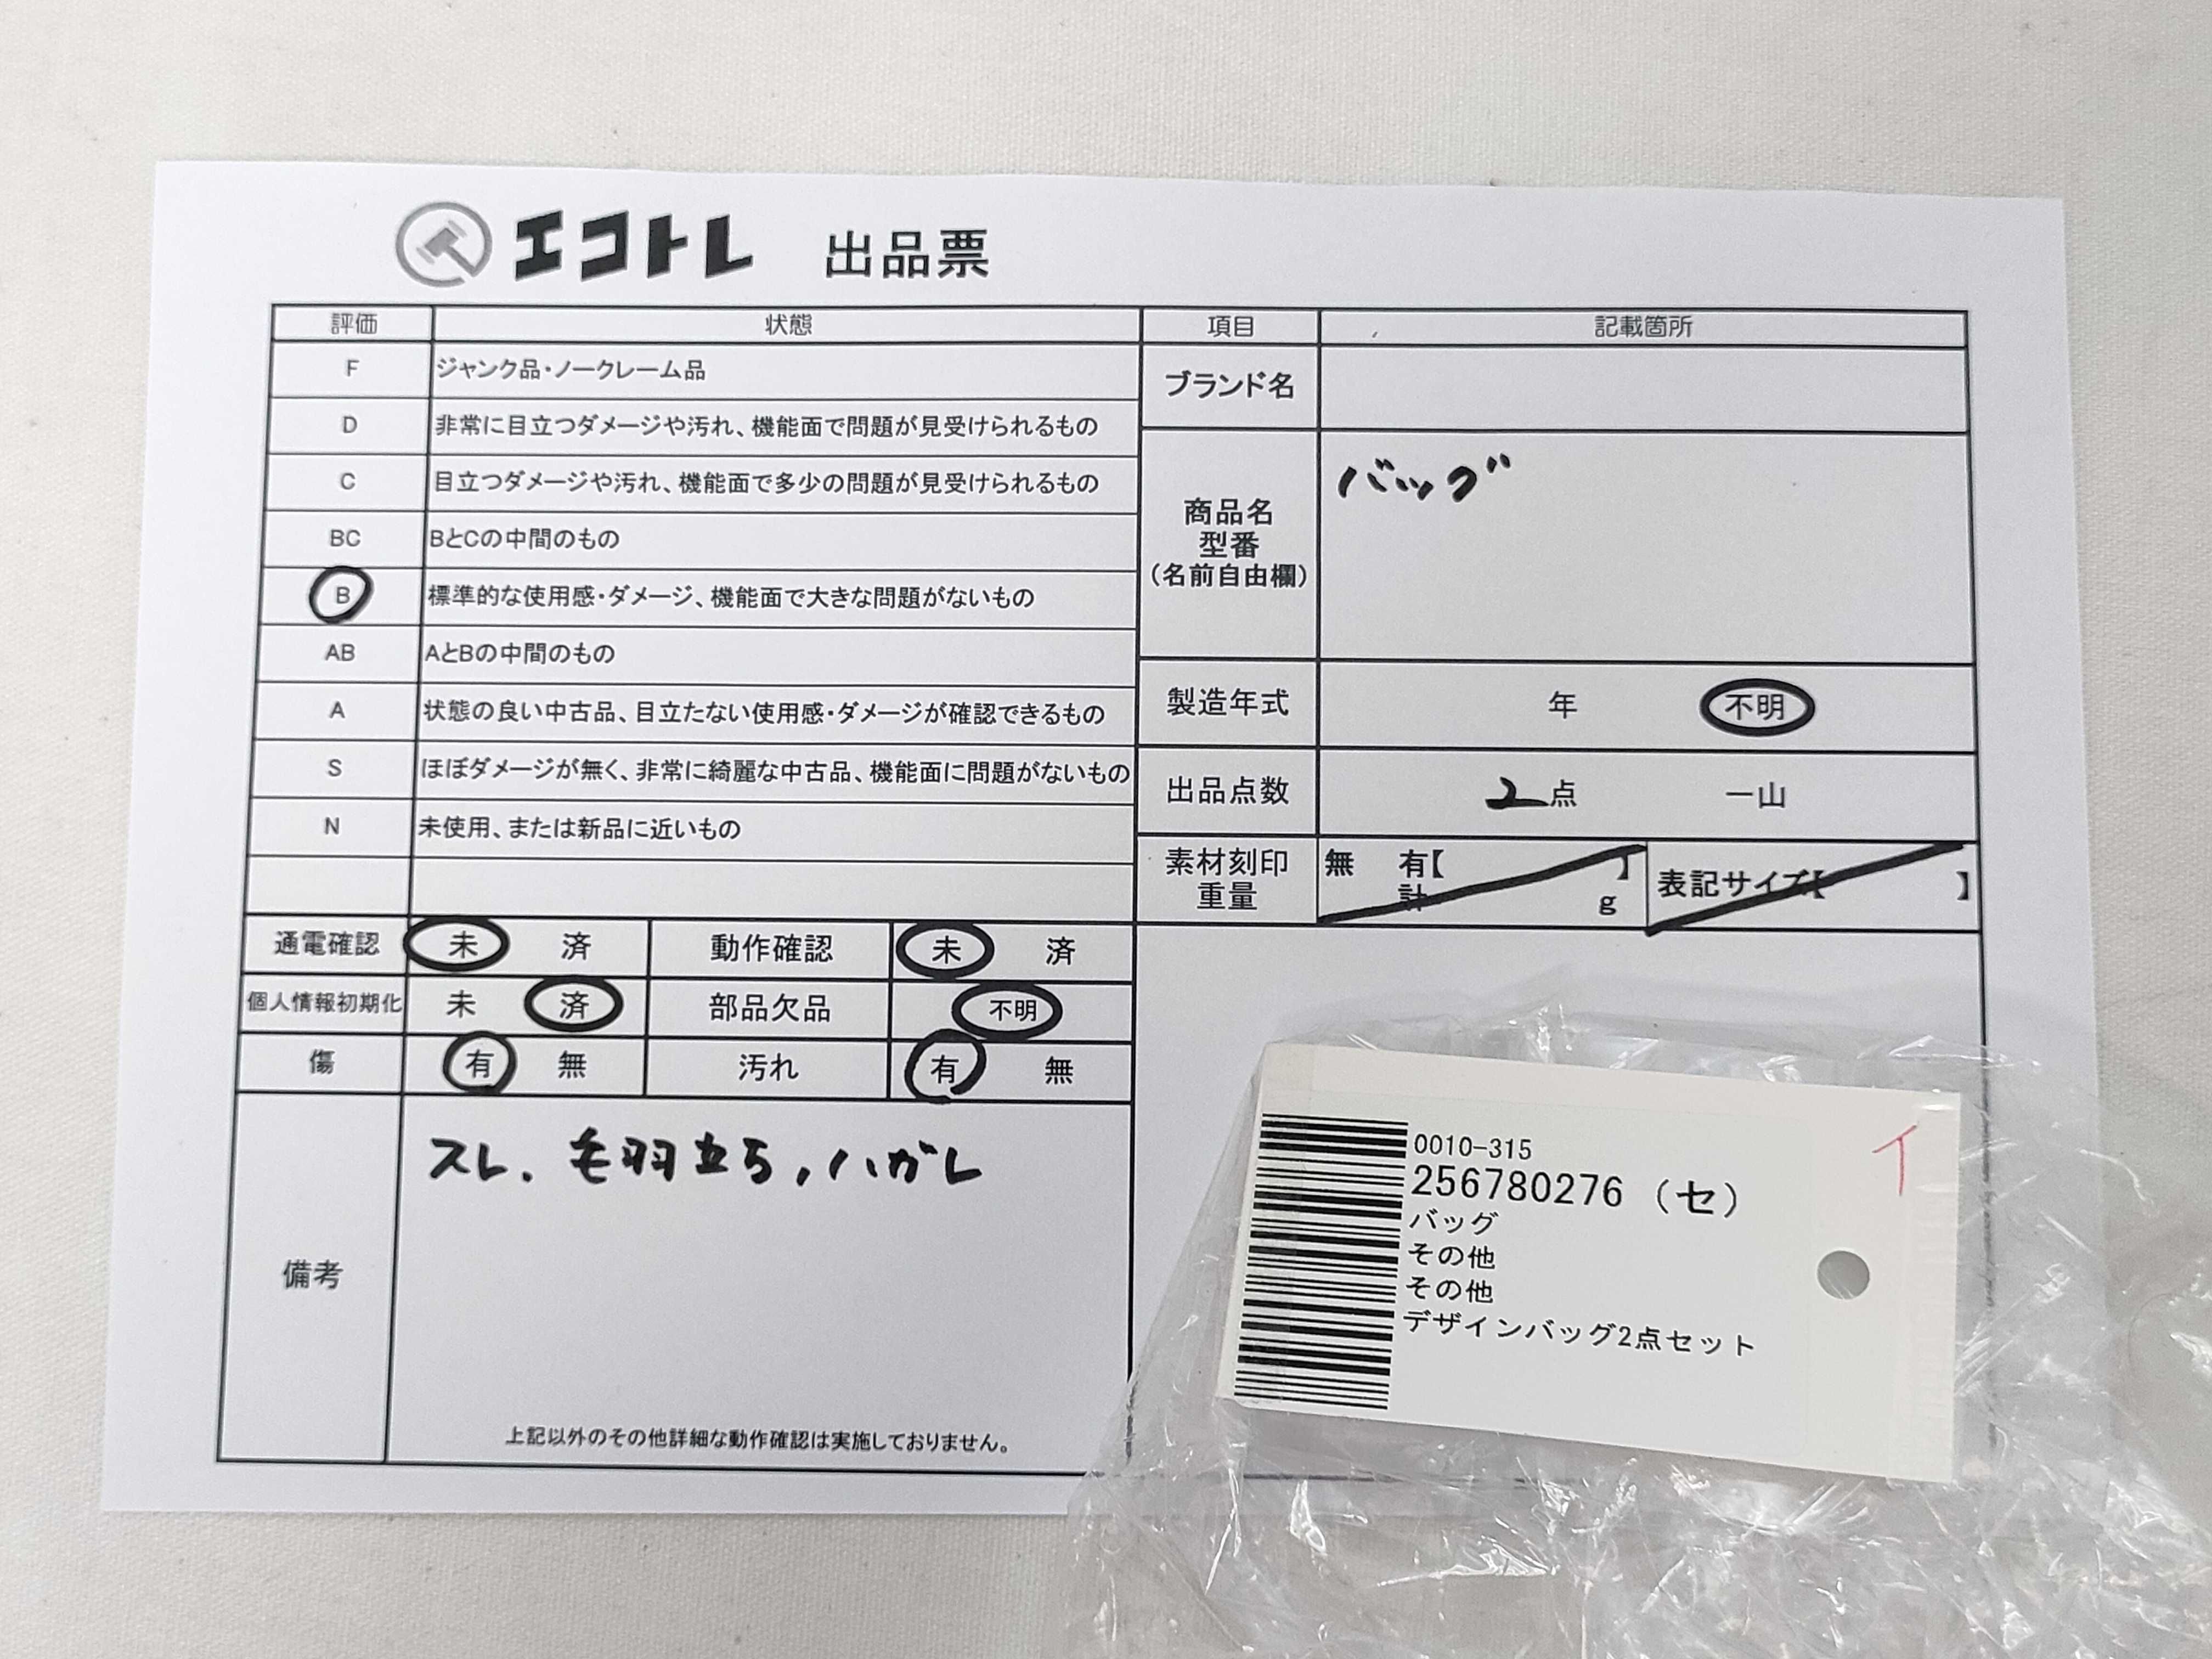 エコトレ 出品票
評価 状態
F ジャンク品・ノークレーム品
D 非常に目立つダメージや汚れ、機能面で問題が見受けられるもの
C 目立つダメージや汚れ、機能面で多少の問題が見受けられるもの
BC BとCの中間のもの
B 標準的な使用感・ダメージ、機能面で大きな問題がないもの
AB AとBの中間のもの
A 状態の良い中古品、目立たない使用感・ダメージが確認できるもの
S ほぼダメージが無く、非常に綺麗な中古品、機能面に問題がないもの
N 未使用、または新品に近いもの
通電確認 未 済 動作確認 未 済
個人情報初期化 未 済 部品欠品 不明
傷 有 無 汚れ 有 無
備考
スレ、毛羽立ち,ハガレ
上記以外のその他詳細な動作確認は実施しておりません。
項目 記載箇所
ブランド名
商品名
型番
(名前自由欄)
バッグ
製造年式 年 不明
出品点数 2点 一山
素材刻印
重量
無 有【 】
計 g
表記サイズ【 】
0010-315
256780276 (セ)
バッグ
その他
その他
デザインバッグ2点セット
イ